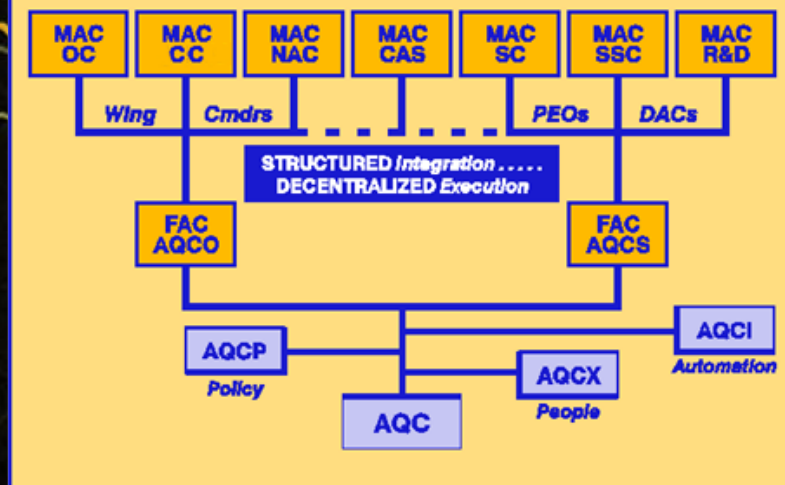 MAC
OC
MAC
CC
MAC
NAC
MAC
CAS
MAC
SC
MAC
SSC
MAC
R&D
Wing
Cmdrs
PEOs
DACs
STRUCTURED Integration.....
DECENTRALIZED Execution
FAC
AQCO
FAC
AQCS
AQCI
Automation
AQCP
Policy
AQCX
People
AQC